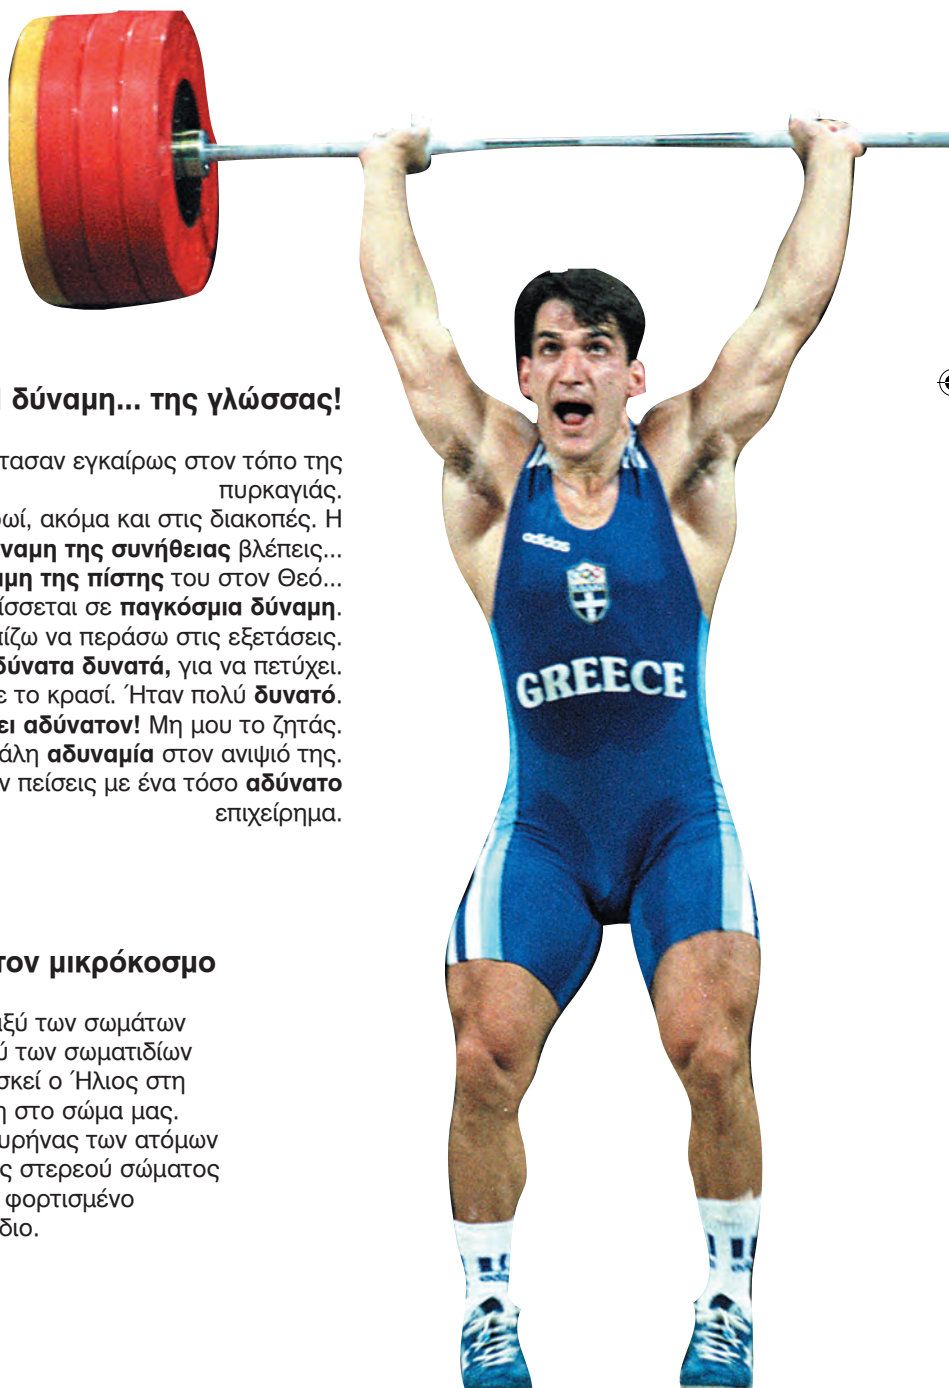 δύναμη... της γλώσσας!
τασαν εγκαίρως στον τόπο της
πυρκαγιάς.
ωί, ακόμα και στις διακοπές. Η
ναμη της συνήθειας βλέπεις...
μη της πίστης του στον Θεό...
ίσσεται σε παγκόσμια δύναμη.
πίζω να περάσω στις εξετάσεις.
δύνατα δυνατά, για να πετύχει.
ε το κρασί. Ήταν πολύ δυνατό.
ει αδύνατον! Μη μου το ζητάς.
άλη αδυναμία στον ανιψιό της.
ν πείσεις με ένα τόσο αδύνατο
επιχείρημα.
τον μικρόκοσμο
ξύ των σωμάτων
ύ των σωματιδίων
σκεί ο Ήλιος στη
η στο σώμα μας.
υρήνας των ατόμων
ς στερεού σώματος
φορτισμένο
διο.
adidas
GREECE